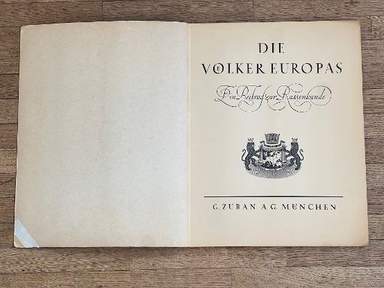 DIE
VÖLKER EUROPAS
Ein Beitrag zur Rassenkunde
G. ZUBAN A.G. MÜNCHEN